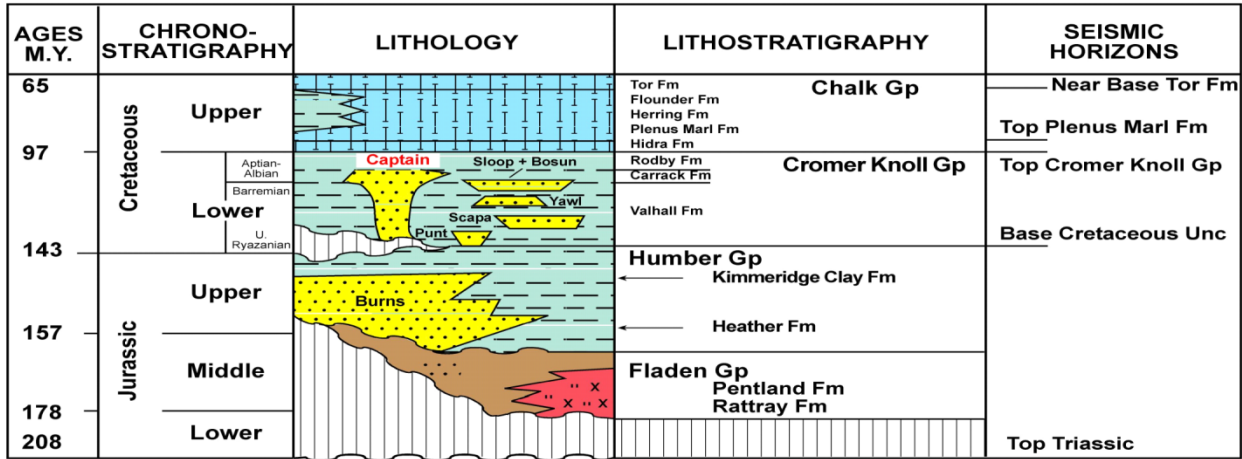 AGES
M.Y.
CHRONO-
STRATIGRAPHY
LITHOLOGY
LITHOSTRATIGRAPHY
SEISMIC
HORIZONS
65
97
143
157
178
208
Cretaceous
Jurassic
Upper
Lower
Aptian-
Albian
Barremian
U.
Ryazanian
Upper
Middle
Lower
Captain
Sloop + Bosun
Yawl
Scapa
Punt
Burns
Tor Fm
Flounder Fm
Herring Fm
Plenus Marl Fm
Hidra Fm
Chalk Gp
Rodby Fm
Carrack Fm
Cromer Knoll Gp
Valhall Fm
Humber Gp
Kimmeridge Clay Fm
Heather Fm
Fladen Gp
Pentland Fm
Rattray Fm
Near Base Tor Fm
Top Plenus Marl Fm
Top Cromer Knoll Gp
Base Cretaceous Unc
Top Triassic